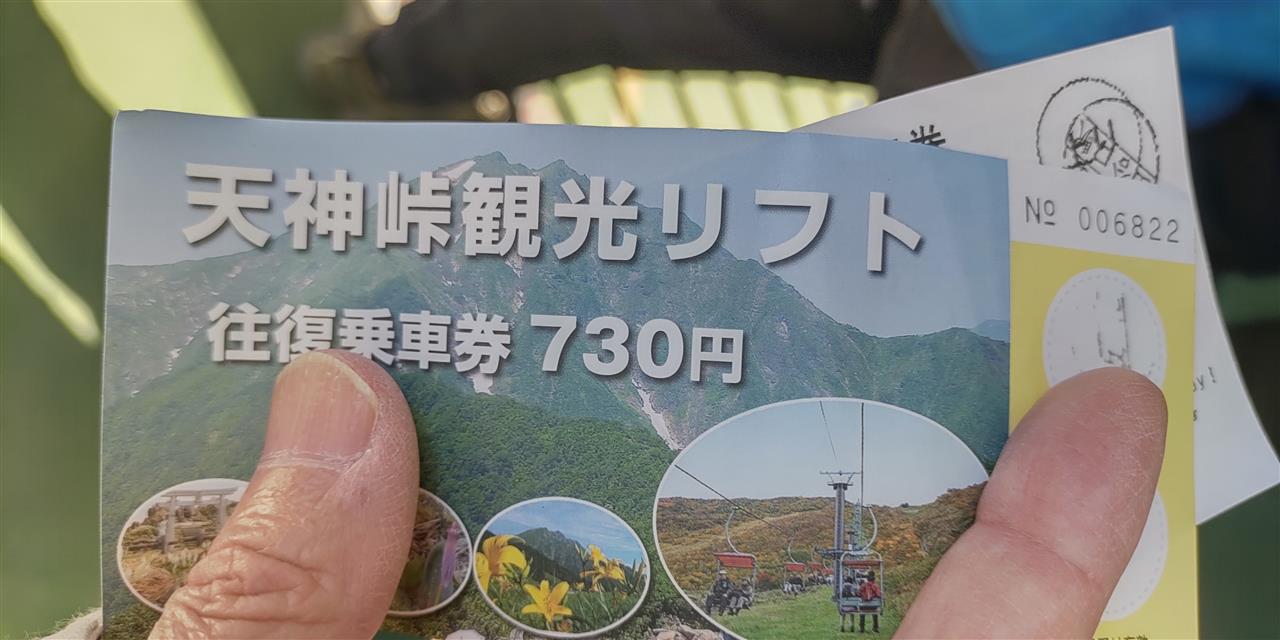 天神峠観光リフト
往復乗車券 730円
券
№ 006822